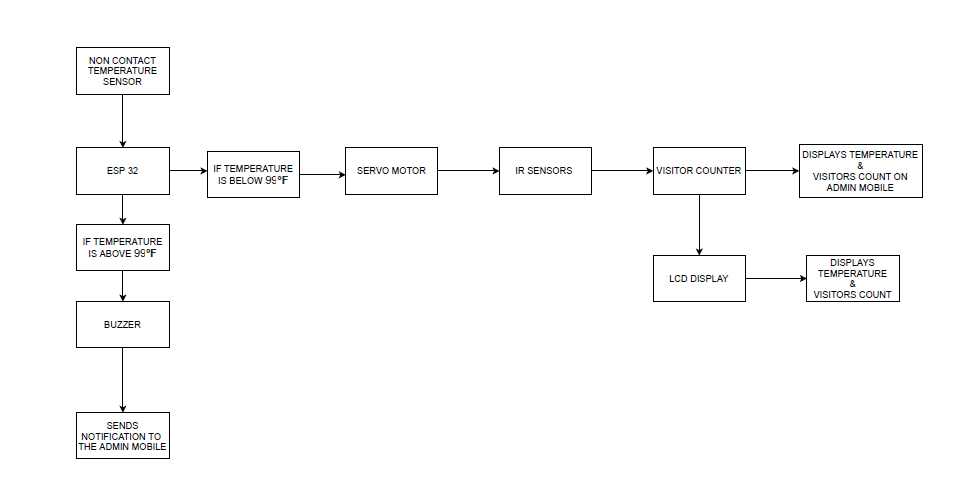 NON CONTACT
TEMPERATURE
SENSOR
ESP 32
IF TEMPERATURE
IS BELOW 99°F
SERVO MOTOR
IR SENSORS
VISITOR COUNTER
DISPLAYS TEMPERATURE
&
VISITORS COUNT ON
ADMIN MOBILE
IF TEMPERATURE
IS ABOVE 99°F
LCD DISPLAY
DISPLAYS
TEMPERATURE
&
VISITORS COUNT
BUZZER
SENDS
NOTIFICATION TO
THE ADMIN MOBILE